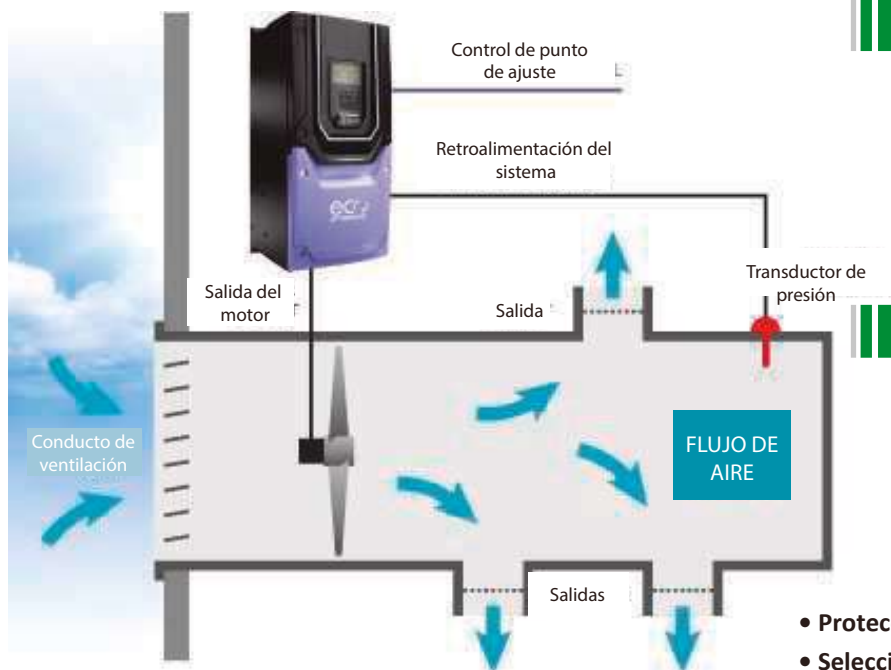 Control de punto
de ajuste
Retroalimentación del
sistema
eco
Salida del
motor
Salida
Transductor de
presión
Conducto de
ventilación
FLUJO DE
AIRE
Salidas
• Protec
• Selecci